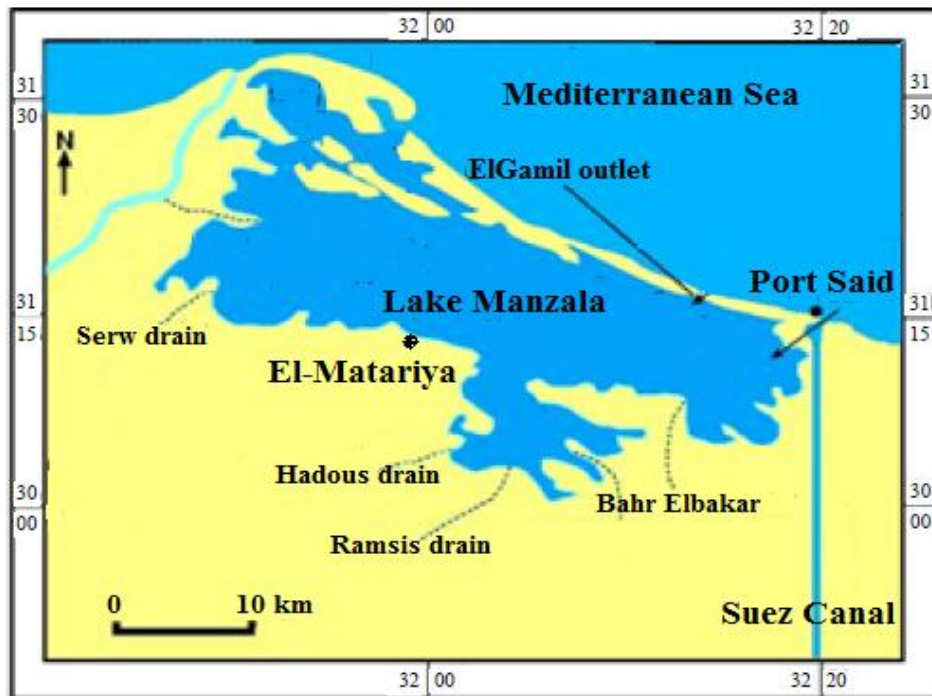 32 00
32 20
31 30
31 30
Mediterranean Sea
N
ElGamil outlet
Port Said
31 15
31 15
Lake Manzala
Serw drain
El-Matariya
Hadous drain
30 00
30 00
Bahr Elbakar
Ramsis drain
0 10 km
Suez Canal
32 00
32 20